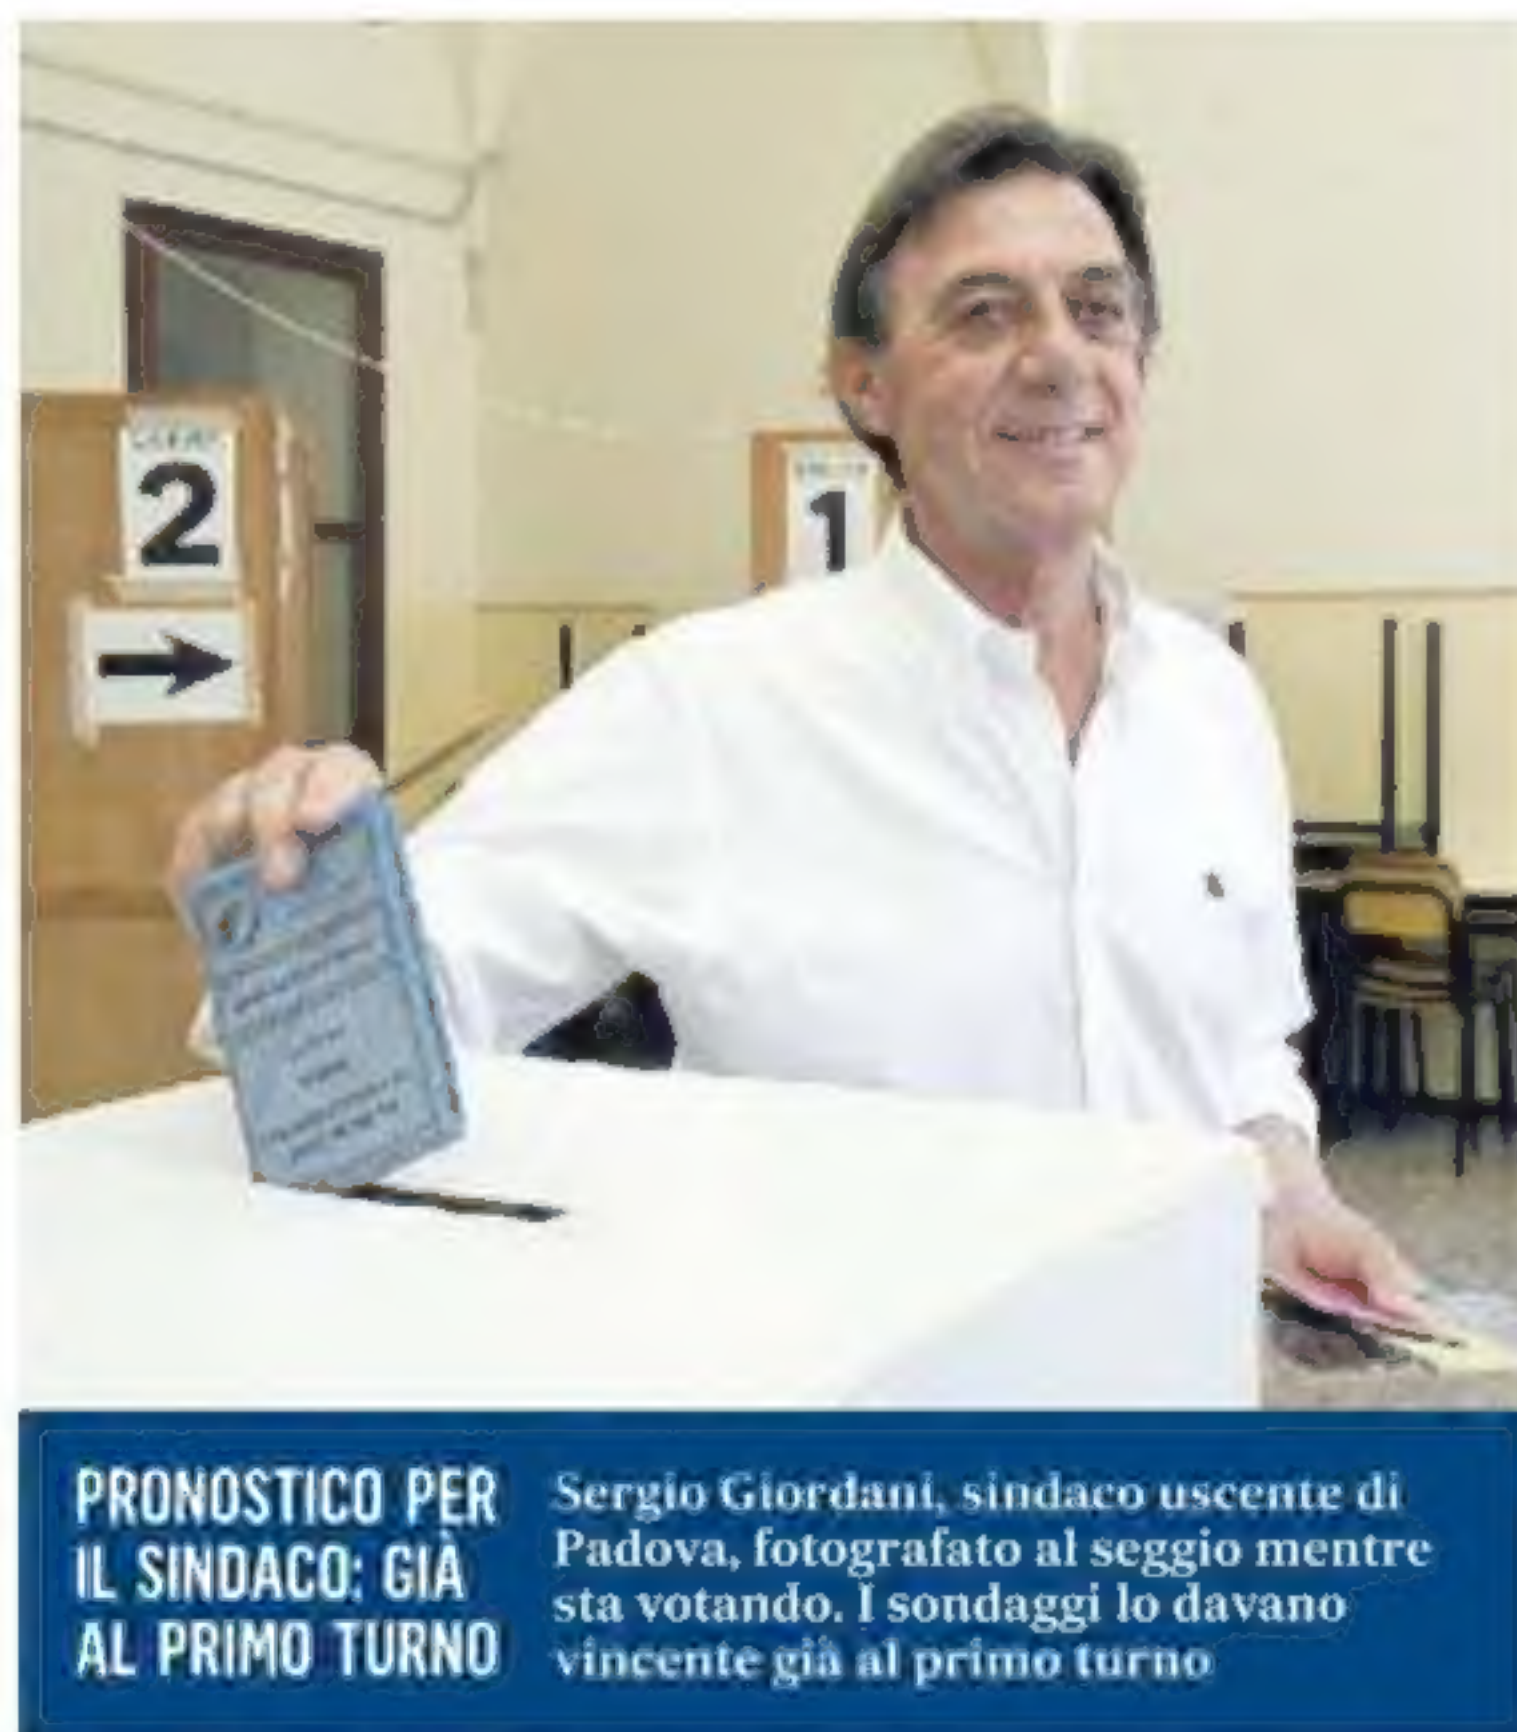 2
1
PRONOSTICO PER
IL SINDACO: GIÀ
AL PRIMO TURNO
Sergio Giordani, sindaco uscente di
Padova, fotografato al seggio mentre
sta votando. I sondaggi lo davano
vincente già al primo turno